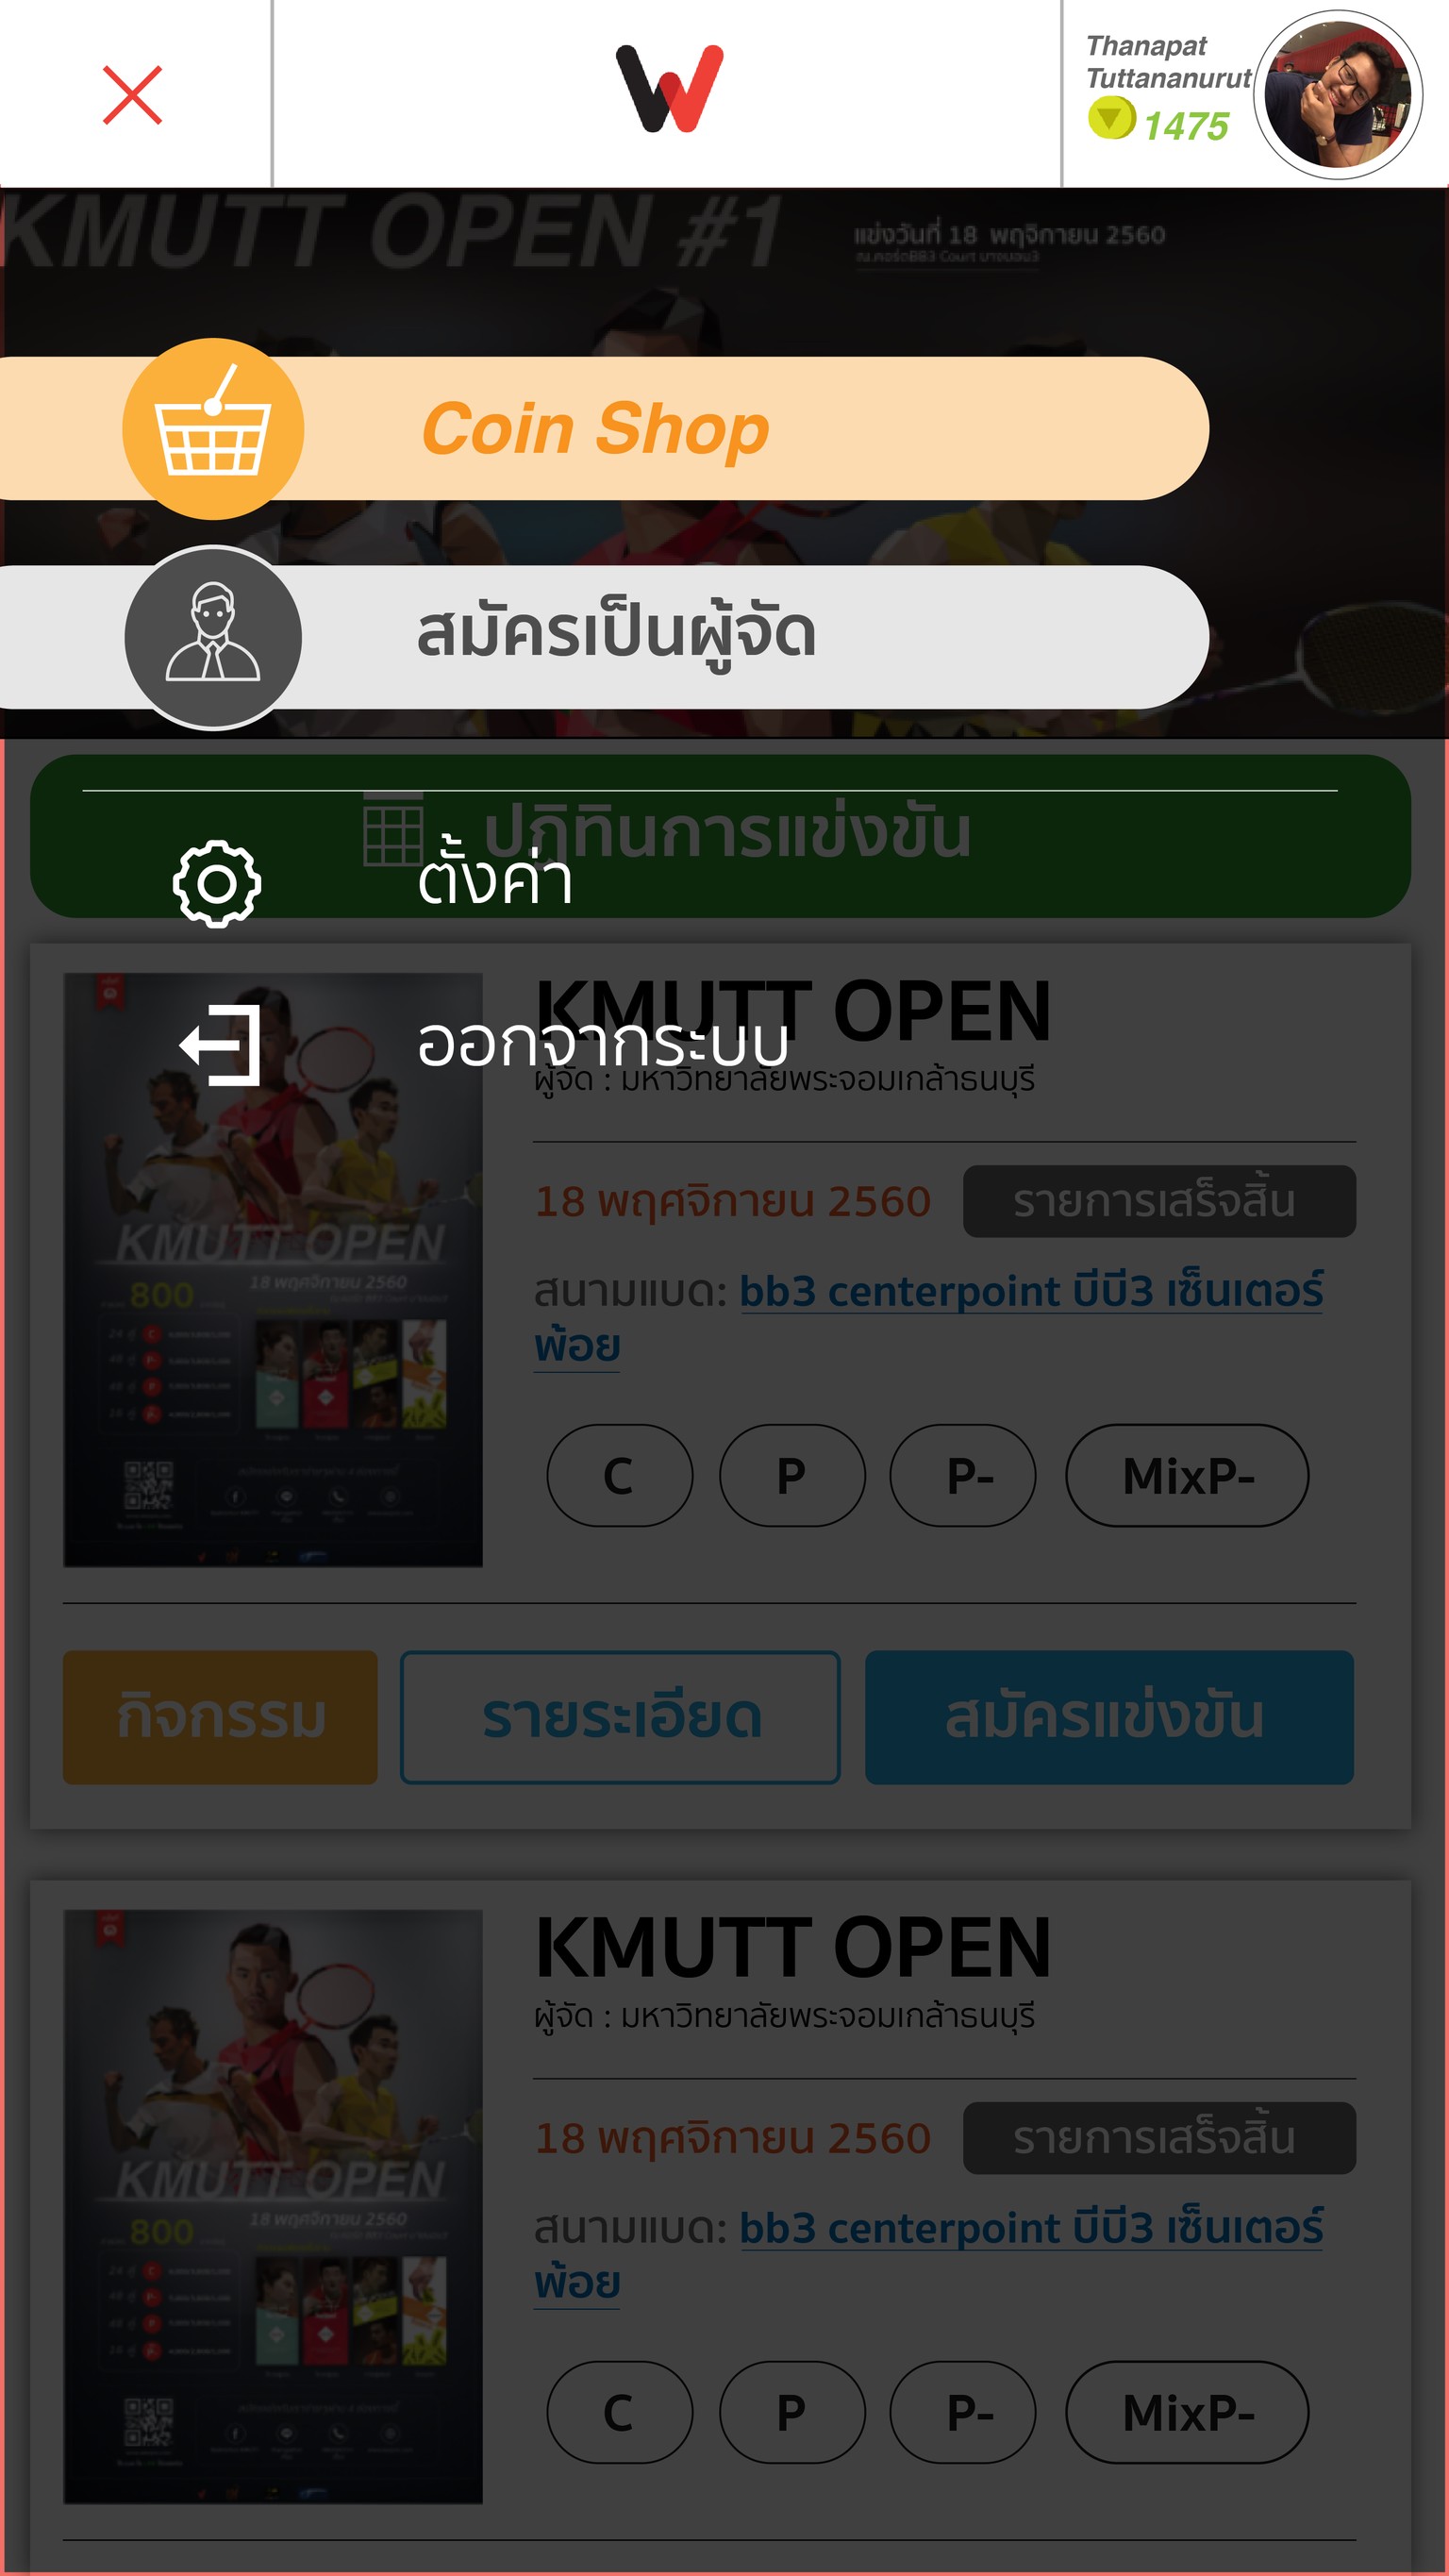 Thanapat
Tuttananurut
1475
KMUTT OPEN #1
แข่งวันที่ 18 พฤจิกายน 2560
Coin Shop
สมัครเป็นผู้จัด
ปฎิทินการแข่งขัน
ตั้งค่า
ออกจากระบบ
KMUTT OPEN
ผู้จัด : มหาวิทยาลัยพระจอมเกล้าธนบุรี
18 พฤศจิกายน 2560 รายการเสร็จสิ้น
สนามแบด: bb3 centerpoint บีบี3 เซ็นเตอร์
พ้อย
C P P- MixP-
KMUTT OPEN
18 พฤศจิกายน 2560
800
กิจกรรม รายระเอียด สมัครแข่งขัน
KMUTT OPEN
ผู้จัด : มหาวิทยาลัยพระจอมเกล้าธนบุรี
18 พฤศจิกายน 2560 รายการเสร็จสิ้น
สนามแบด: bb3 centerpoint บีบี3 เซ็นเตอร์
พ้อย
C P P- MixP-
KMUTT OPEN
18 พฤศจิกายน 2560
800